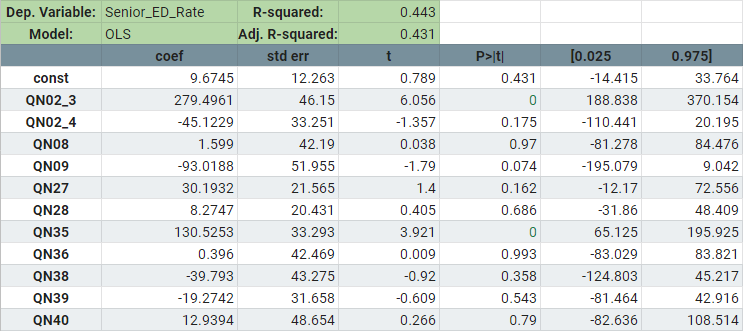 Dep. Variable: Senior_ED_Rate R-squared: 0.443
Model: OLS Adj. R-squared: 0.431
coef std err t P>|t| [0.025 0.975]
const 9.6745 12.263 0.789 0.431 -14.415 33.764
QN02_3 279.4961 46.15 6.056 0 188.838 370.154
QN02_4 -45.1229 33.251 -1.357 0.175 -110.441 20.195
QN08 1.599 42.19 0.038 0.97 -81.278 84.476
QN09 -93.0188 51.955 -1.79 0.074 -195.079 9.042
QN27 30.1932 21.565 1.4 0.162 -12.17 72.556
QN28 8.2747 20.431 0.405 0.686 -31.86 48.409
QN35 130.5253 33.293 3.921 0 65.125 195.925
QN36 0.396 42.469 0.009 0.993 -83.029 83.821
QN38 -39.793 43.275 -0.92 0.358 -124.803 45.217
QN39 -19.2742 31.658 -0.609 0.543 -81.464 42.916
QN40 12.9394 48.654 0.266 0.79 -82.636 108.514